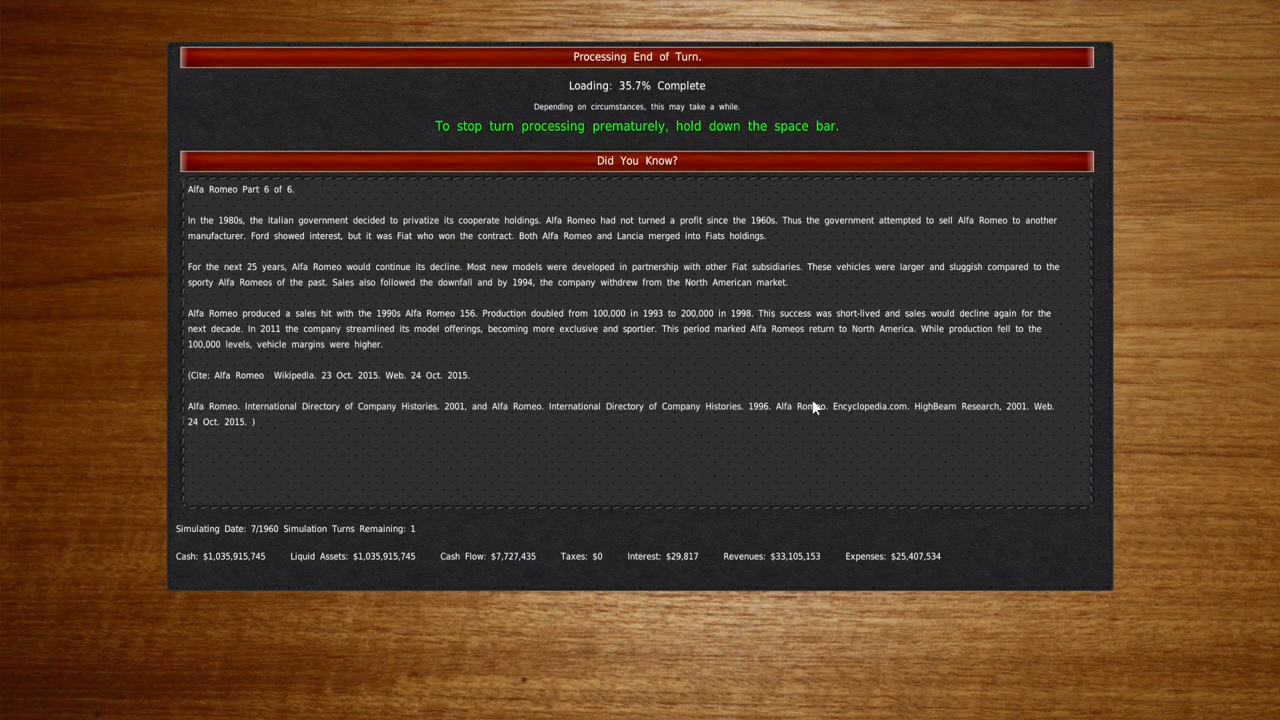 Processing End of Turn.
Loading: 35.7% Complete
Depending on circumstances, this may take a while.
To stop turn processing prematurely, hold down the space bar.
Did You Know?
Alfa Romeo Part 6 of 6.
In the 1980s, the Italian government decided to privatize its cooperate holdings. Alfa Romeo had not turned a profit since the 1960s. Thus the government attempted to sell Alfa Romeo to another
manufacturer. Ford showed interest, but it was Fiat who won the contract. Both Alfa Romeo and Lancia merged into Fiats holdings.
For the next 25 years, Alfa Romeo would continue its decline. Most new models were developed in partnership with other Fiat subsidiaries. These vehicles were larger and sluggish compared to the
sporty Alfa Romeos of the past. Sales also followed the downfall and by 1994, the company withdrew from the North American market.
Alfa Romeo produced a sales hit with the 1990s Alfa Romeo 156. Production doubled from 100,000 in 1993 to 200,000 in 1998. This success was short-lived and sales would decline again for the
next decade. In 2011 the company streamlined its model offerings, becoming more exclusive and sportier. This period marked Alfa Romeos return to North America. While production fell to the
100,000 levels, vehicle margins were higher.
(Cite: Alfa Romeo  Wikipedia. 23 Oct. 2015. Web. 24 Oct. 2015.
Alfa Romeo. International Directory of Company Histories. 2001, and Alfa Romeo. International Directory of Company Histories. 1996. Alfa Romeo. Encyclopedia.com. HighBeam Research, 2001. Web.
24 Oct. 2015. )
Simulating Date: 7/1960 Simulation Turns Remaining: 1
Cash: $1,035,915,745 Liquid Assets: $1,035,915,745 Cash Flow: $7,727,435 Taxes: $0 Interest: $29,817 Revenues: $33,105,153 Expenses: $25,407,534